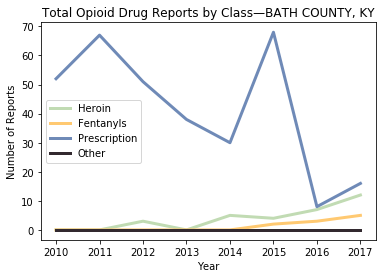 Total Opioid Drug Reports by Class—BATH COUNTY, KY
70
60
50
40
30
20
10
0
Number of Reports
Heroin
Fentanyls
Prescription
Other
2010 2011 2012 2013 2014 2015 2016 2017
Year